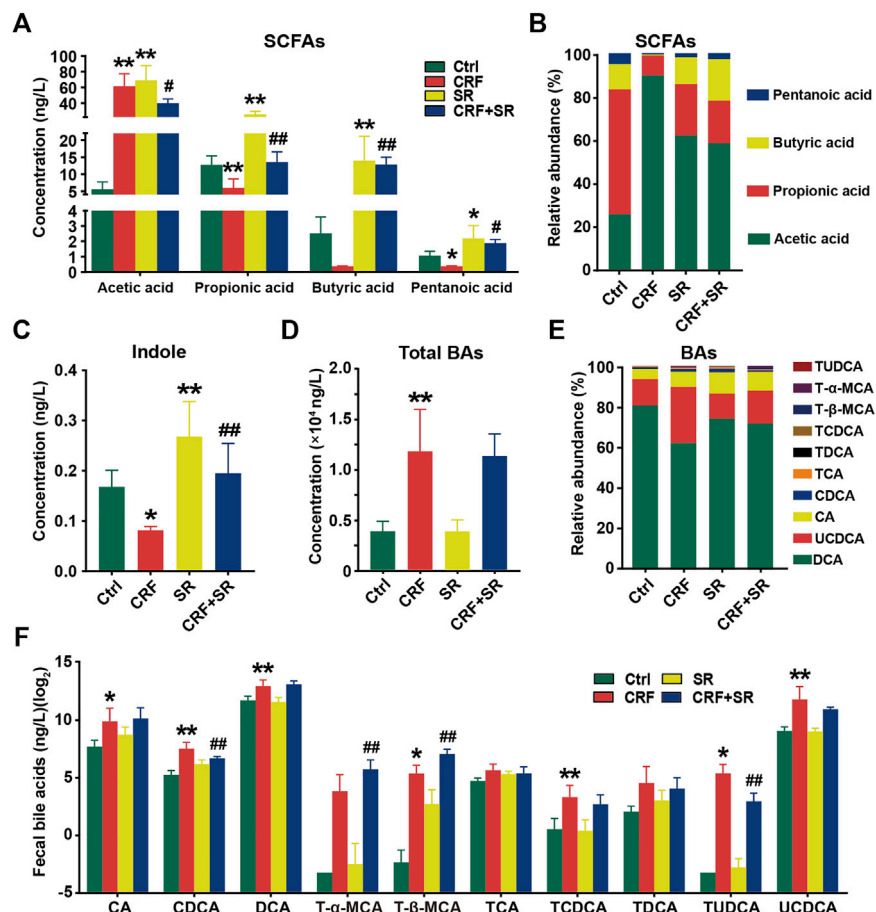 A
SCFAs
Concentration (ng/L)
100
80
60
40
20
15
10
5
4
3
2
1
0
** ** #
** ** ##
** ##
* * #
Ctrl
CRF
SR
CRF+SR
Acetic acid Propionic acid Butyric acid Pentanoic acid
B
SCFAs
Relative abundance (%)
100
80
60
40
20
0
Ctrl CRF SR CRF+SR
Pentanoic acid
Butyric acid
Propionic acid
Acetic acid
C
Indole
Concentration (ng/L)
0.4
0.3
0.2
0.1
0.0
* ** ##
Ctrl CRF SR CRF+SR
D
Total BAs
Concentration (×10⁴ ng/L)
2.0
1.5
1.0
0.5
0
**
Ctrl CRF SR CRF+SR
E
BAs
Relative abundance (%)
100
80
60
40
20
0
Ctrl CRF SR CRF+SR
TUDCA
T-α-MCA
T-β-MCA
TCDCA
TDCA
TCA
CDCA
CA
UCDCA
DCA
F
Fecal bile acids (ng/L)(log₂)
15
10
5
0
-5
Ctrl SR
CRF CRF+SR
* ** ## ** ## * ## ** * ## **
CA CDCA DCA T-α-MCA T-β-MCA TCA TCDCA TDCA TUDCA UCDCA